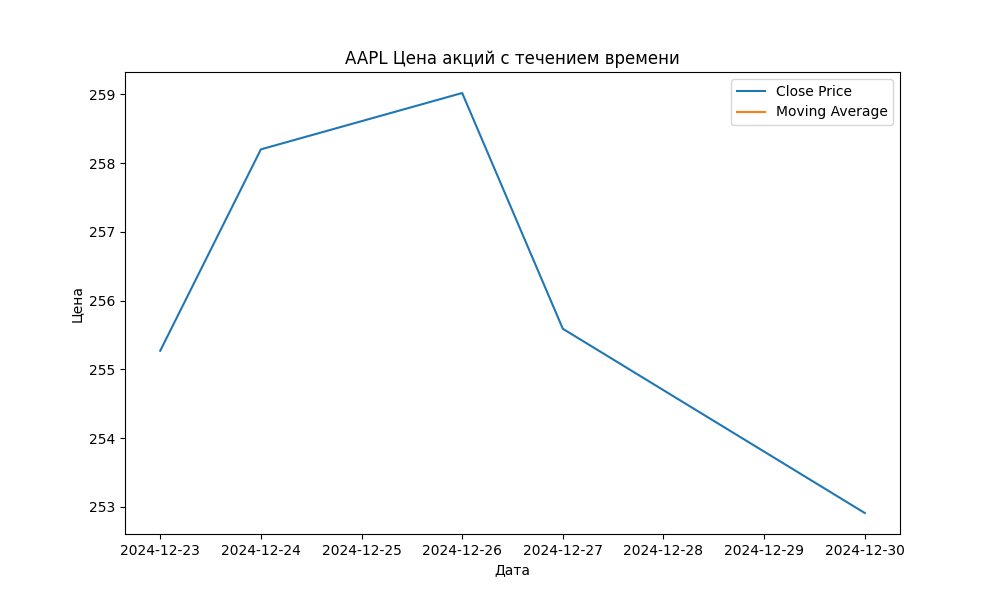 AAPL Цена акций с течением времени
Close Price
Moving Average
259
258
257
256
255
254
253
Цена
2024-12-23 2024-12-24 2024-12-25 2024-12-26 2024-12-27 2024-12-28 2024-12-29 2024-12-30
Дата